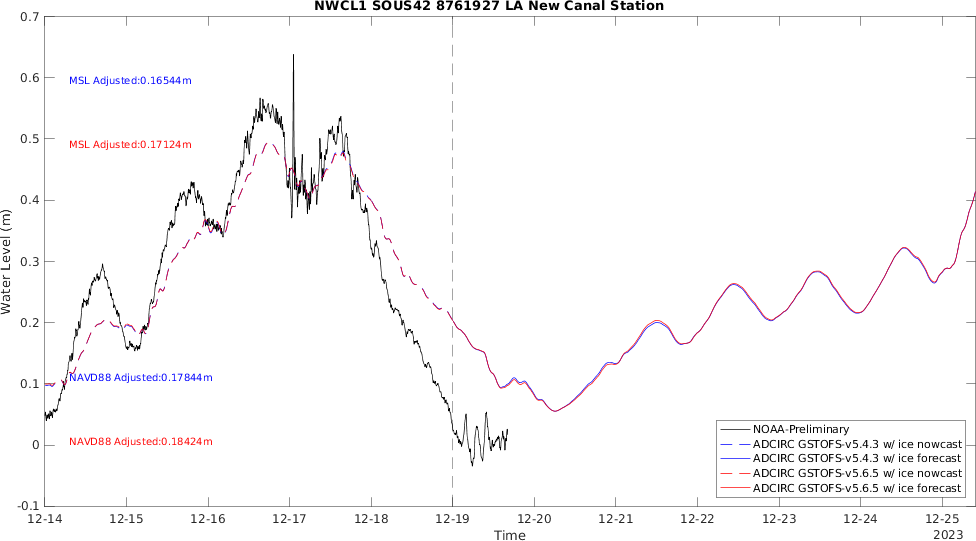 NWCL1 SOUS42 8761927 LA New Canal Station
0.7
0.6
0.5
0.4
0.3
0.2
0.1
0
-0.1
Water Level (m)
MSL Adjusted:0.16544m
MSL Adjusted:0.17124m
NAVD88 Adjusted:0.17844m
NAVD88 Adjusted:0.18424m
NOAA-Preliminary
ADCIRC GSTOFS-v5.4.3 w/ ice nowcast
ADCIRC GSTOFS-v5.4.3 w/ ice forecast
ADCIRC GSTOFS-v5.6.5 w/ ice nowcast
ADCIRC GSTOFS-v5.6.5 w/ ice forecast
12-14 12-15 12-16 12-17 12-18 12-19 12-20 12-21 12-22 12-23 12-24 12-25
Time
2023